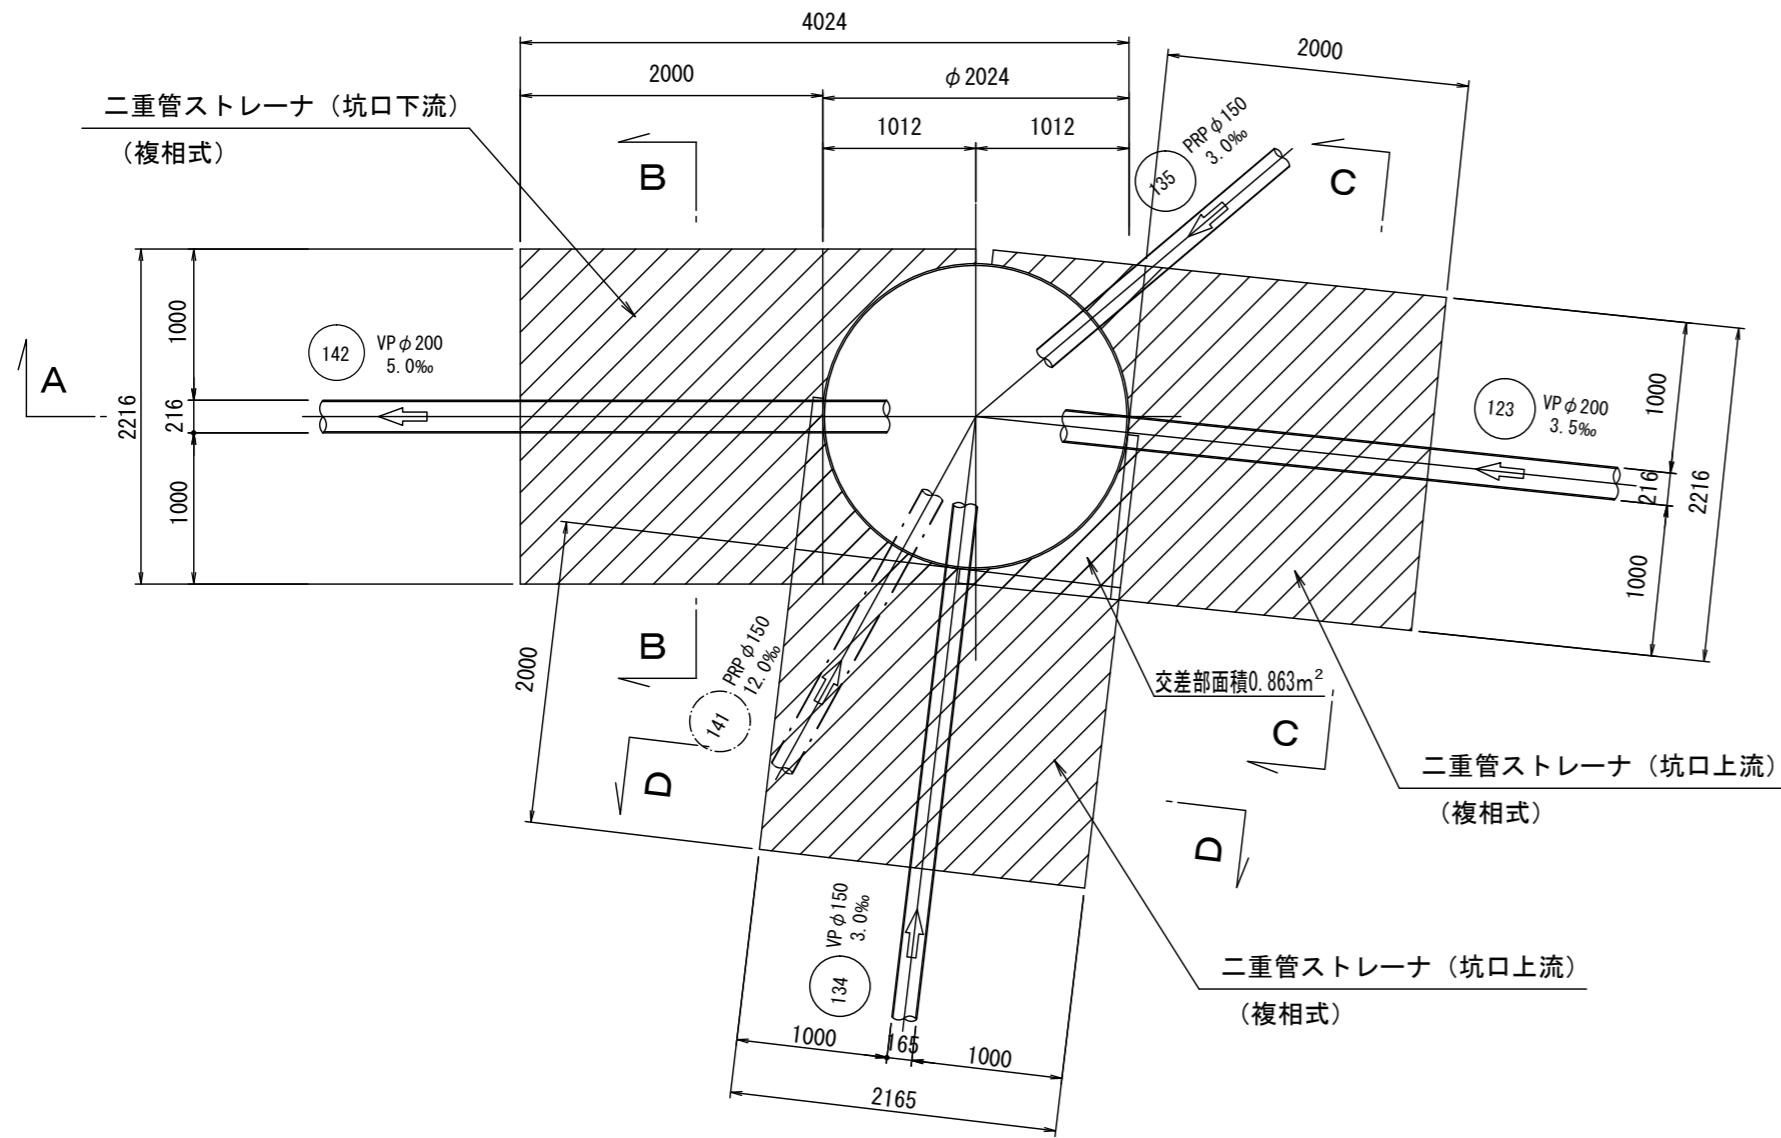 4024
2000
φ2024
2000
1012
1012
二重管ストレーナ（坑口下流）
（複相式）
B
135
PRPφ150
3.0‰
C
A
142
VPφ200
5.0‰
1000
216
1000
2216
123
VPφ200
3.5‰
1000
216
1000
2216
B
2000
141
PRPφ150
12.0‰
D
交差部面積0.863m²
C
D
二重管ストレーナ（坑口上流）
（複相式）
134
VPφ150
3.0‰
二重管ストレーナ（坑口上流）
（複相式）
1000
165
1000
2165